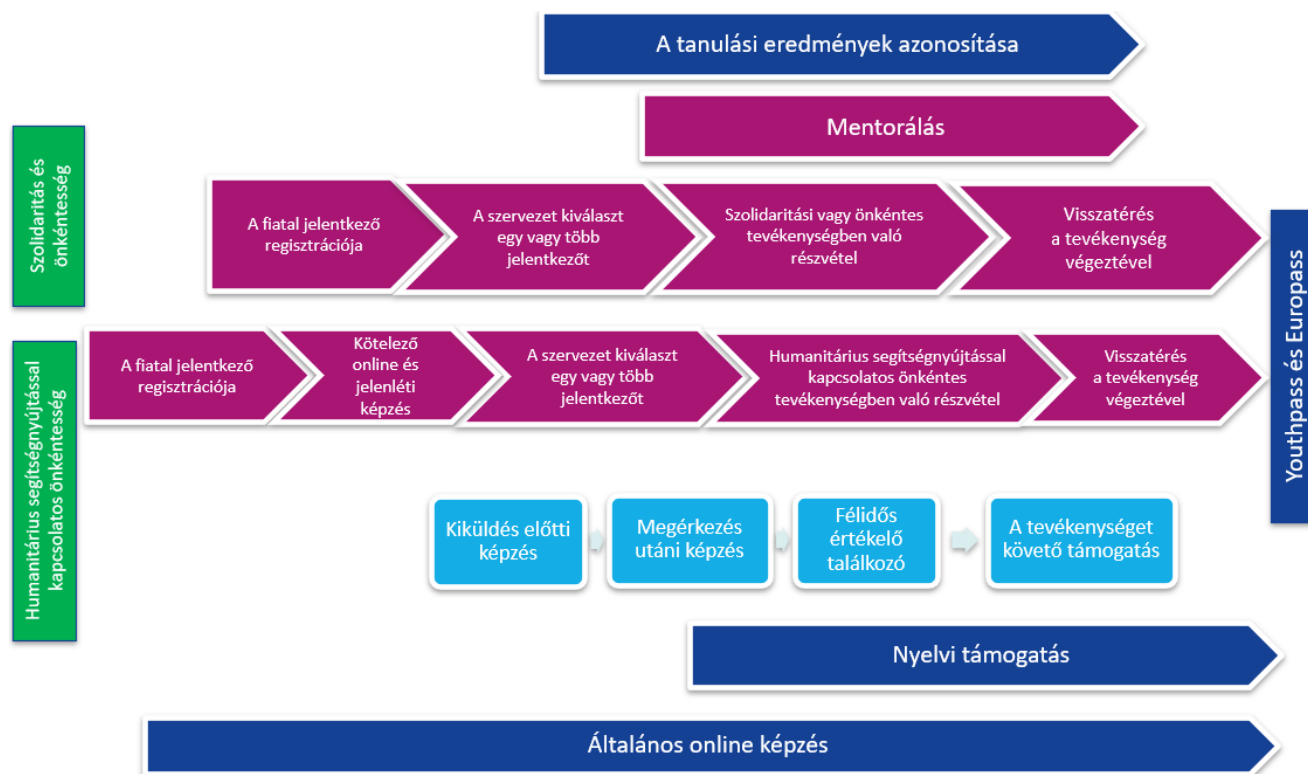 A tanulási eredmények azonosítása
Mentorálás
Szolidaritás és
önkéntesség
A fiatal jelentkező
regisztrációja
A szervezet kiválaszt
egy vagy több
jelentkezőt
Szolidaritási vagy önkéntes
tevékenységben való
részvétel
Visszatérés
a tevékenység
végeztével
Humanitárius segítségnyújtással
kapcsolatos önkéntesség
A fiatal jelentkező
regisztrációja
Kötelező
online és
jelenléti
képzés
A szervezet kiválaszt
egy vagy több
jelentkezőt
Humanitárius segítségnyújtással
kapcsolatos önkéntes
tevékenységben való részvétel
Visszatérés
a tevékenység
végeztével
Youthpass és Europass
Kiküldés előtti
képzés
Megérkezés
utáni képzés
Félidős
értékelő
találkozó
A tevékenységet
követő támogatás
Nyelvi támogatás
Általános online képzés